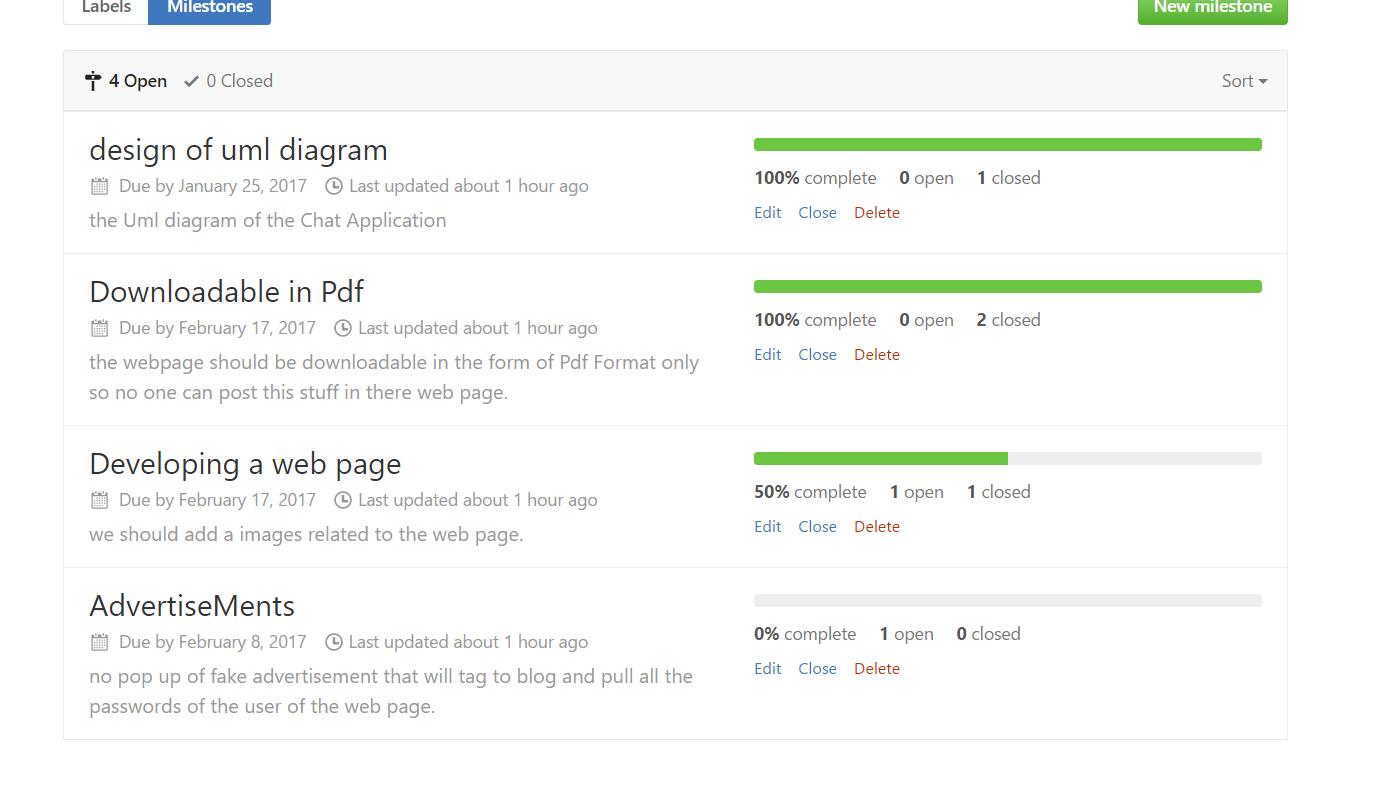 Labels Milestones New milestone
4 Open 0 Closed Sort
design of uml diagram
Due by January 25, 2017 Last updated about 1 hour ago
the Uml diagram of the Chat Application
100% complete 0 open 1 closed
Edit Close Delete
Downloadable in Pdf
Due by February 17, 2017 Last updated about 1 hour ago
the webpage should be downloadable in the form of Pdf Format only
so no one can post this stuff in there web page.
100% complete 0 open 2 closed
Edit Close Delete
Developing a web page
Due by February 17, 2017 Last updated about 1 hour ago
we should add a images related to the web page.
50% complete 1 open 1 closed
Edit Close Delete
AdvertiseMents
Due by February 8, 2017 Last updated about 1 hour ago
no pop up of fake advertisement that will tag to blog and pull all the
passwords of the user of the web page.
0% complete 1 open 0 closed
Edit Close Delete